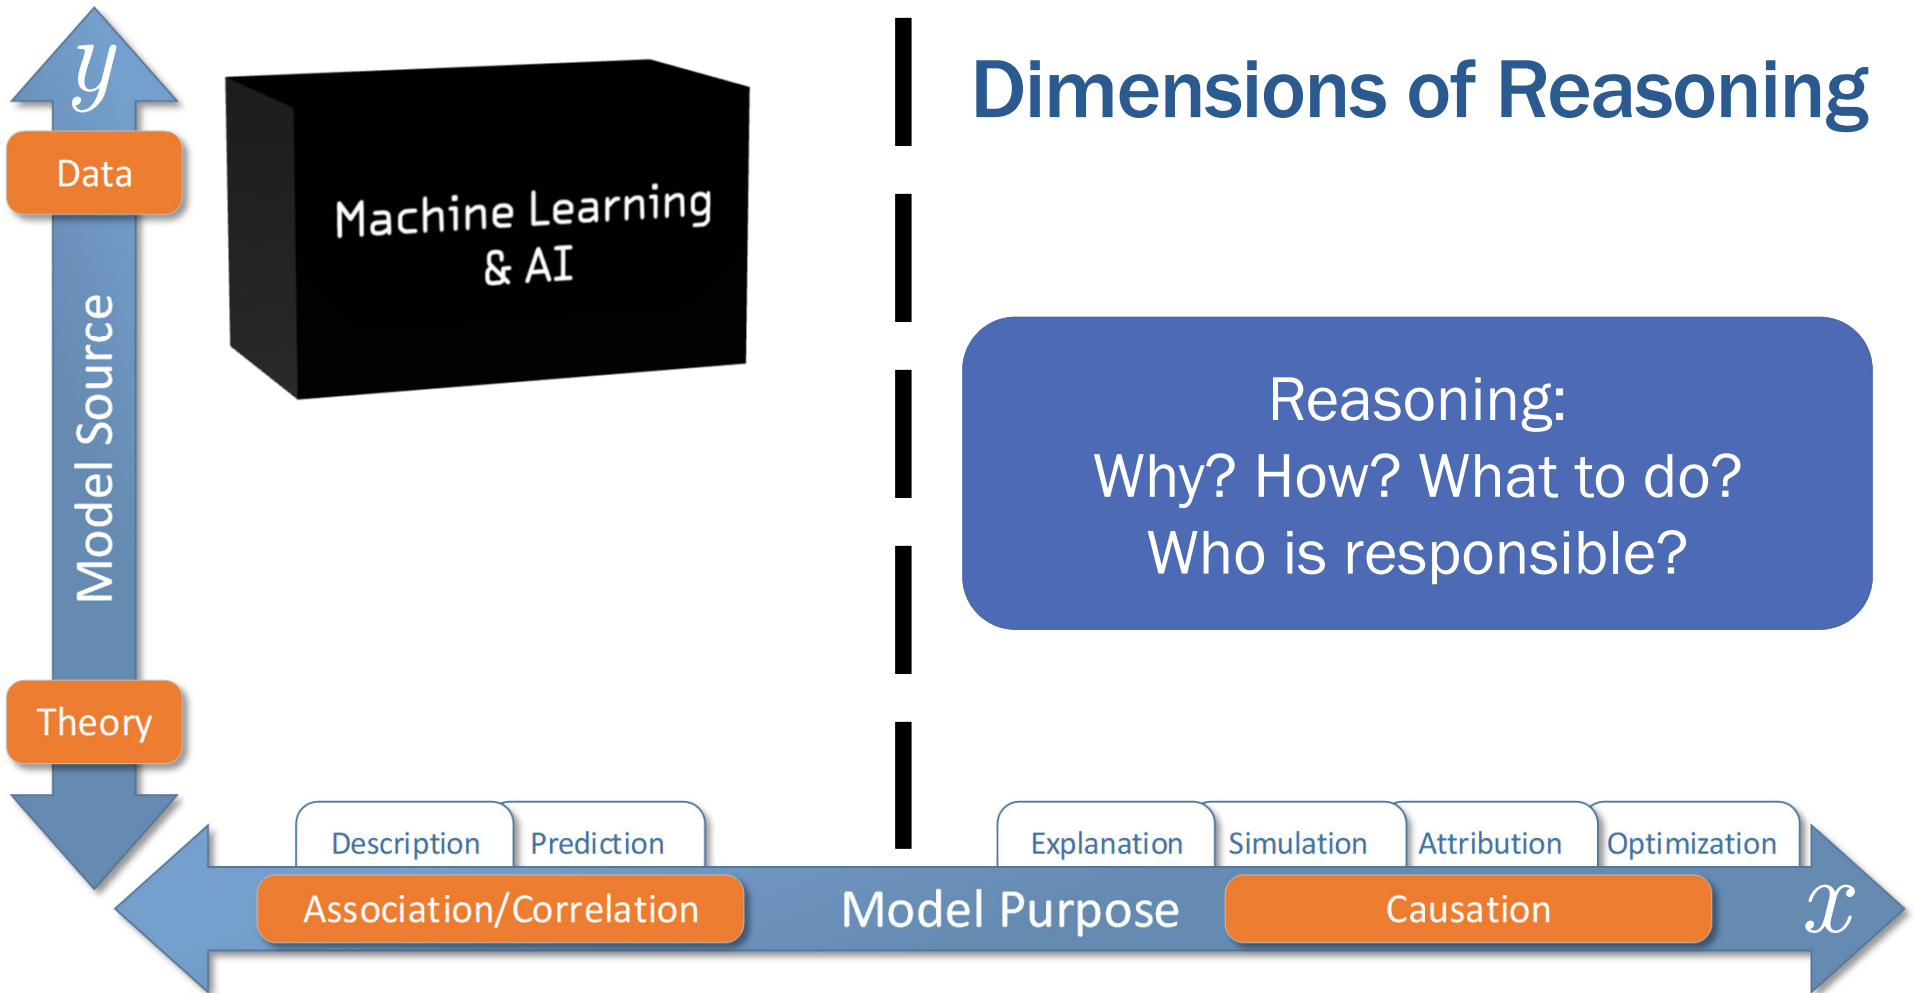 y
Data
Model Source
Theory
Machine Learning
& AI
Dimensions of Reasoning
Reasoning:
Why? How? What to do?
Who is responsible?
Description
Prediction
Explanation
Simulation
Attribution
Optimization
Association/Correlation
Model Purpose
Causation
x